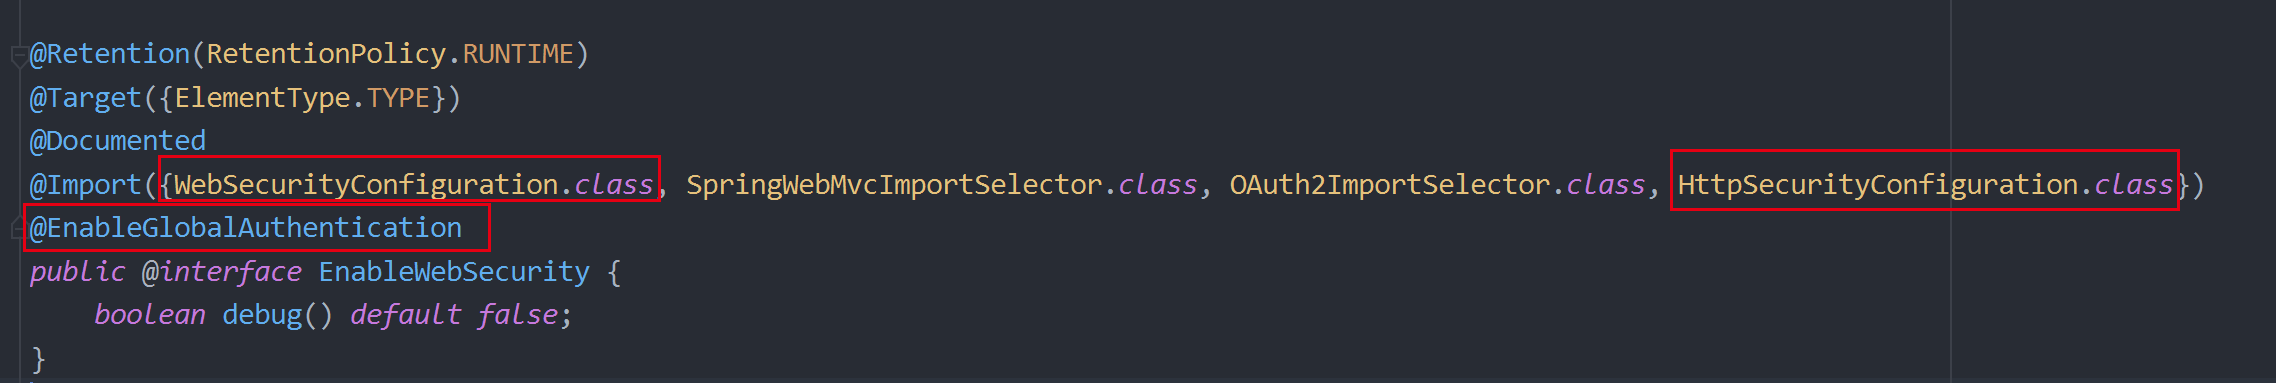 @Retention(RetentionPolicy.RUNTIME)
@Target({ElementType.TYPE})
@Documented
@Import({WebSecurityConfiguration.class, SpringWebMvcImportSelector.class, OAuth2ImportSelector.class, HttpSecurityConfiguration.class})
@EnableGlobalAuthentication
public @interface EnableWebSecurity {
    boolean debug() default false;
}